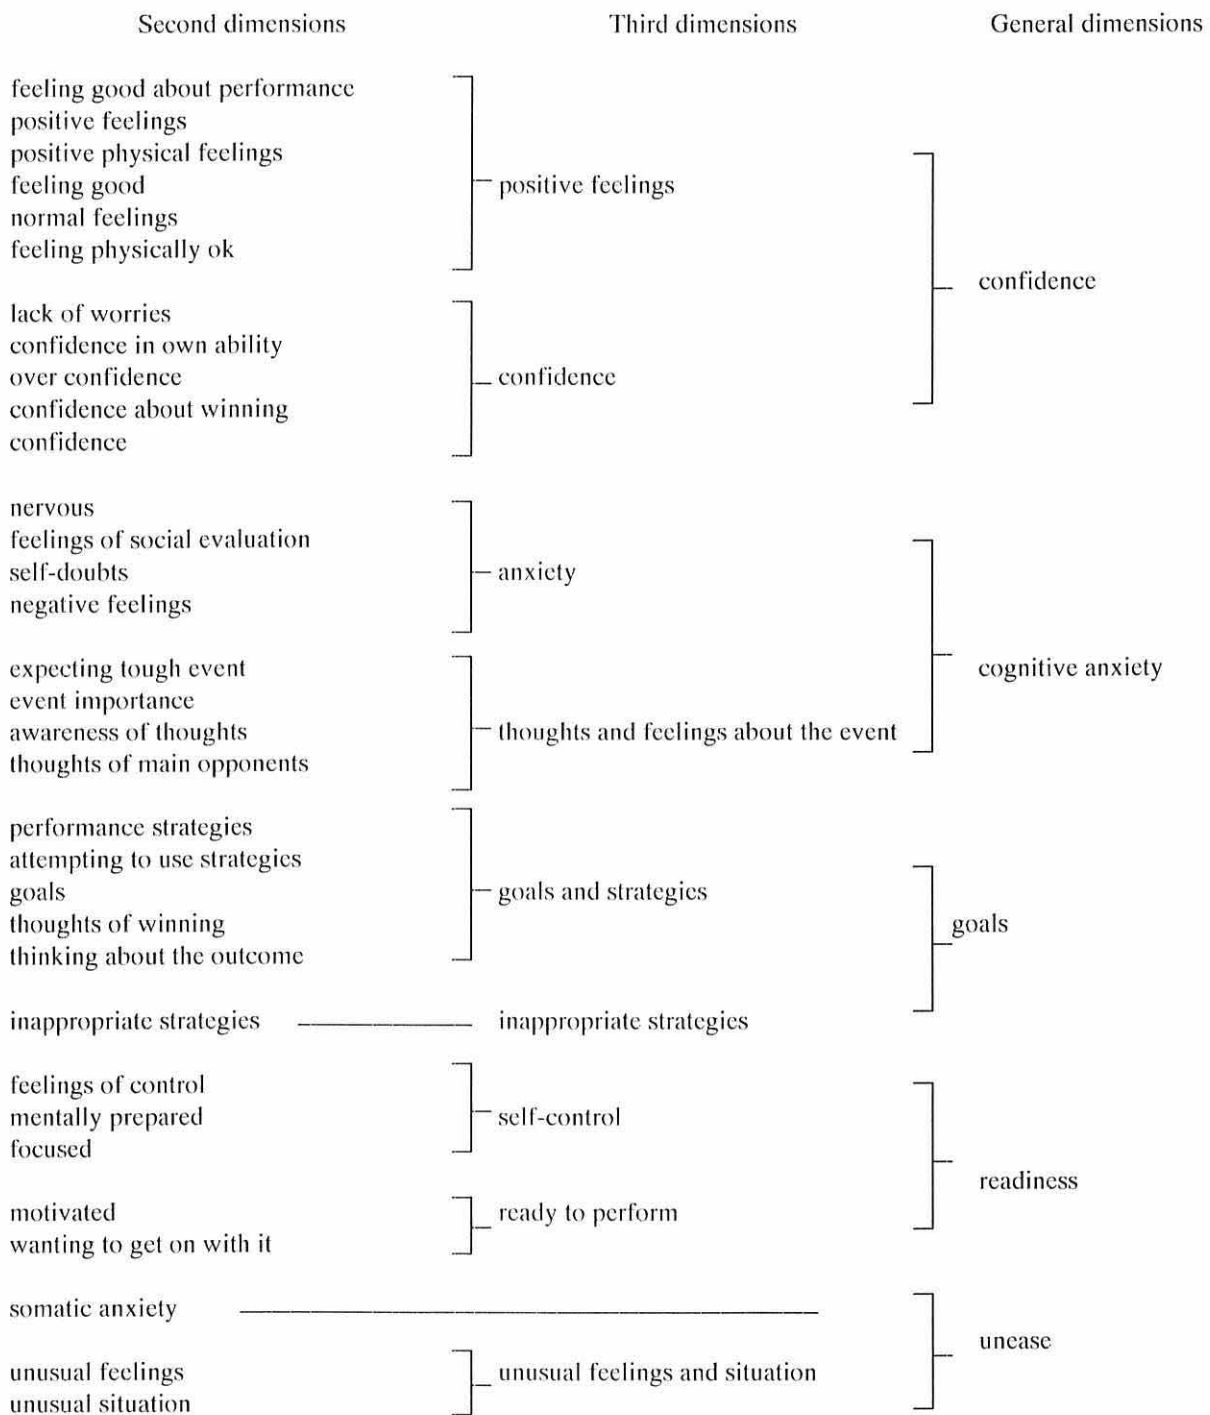 Second dimensions Third dimensions General dimensions
feeling good about performance
positive feelings
positive physical feelings
feeling good positive feelings
normal feelings
feeling physically ok
confidence
lack of worries
confidence in own ability
over confidence confidence
confidence about winning
confidence
nervous
feelings of social evaluation
self-doubts anxiety
negative feelings
expecting tough event cognitive anxiety
event importance
awareness of thoughts thoughts and feelings about the event
thoughts of main opponents
performance strategies
attempting to use strategies
goals goals and strategies
thoughts of winning goals
thinking about the outcome
inappropriate strategies inappropriate strategies
feelings of control
mentally prepared self-control
focused
readiness
motivated ready to perform
wanting to get on with it
somatic anxiety
unease
unusual feelings unusual feelings and situation
unusual situation